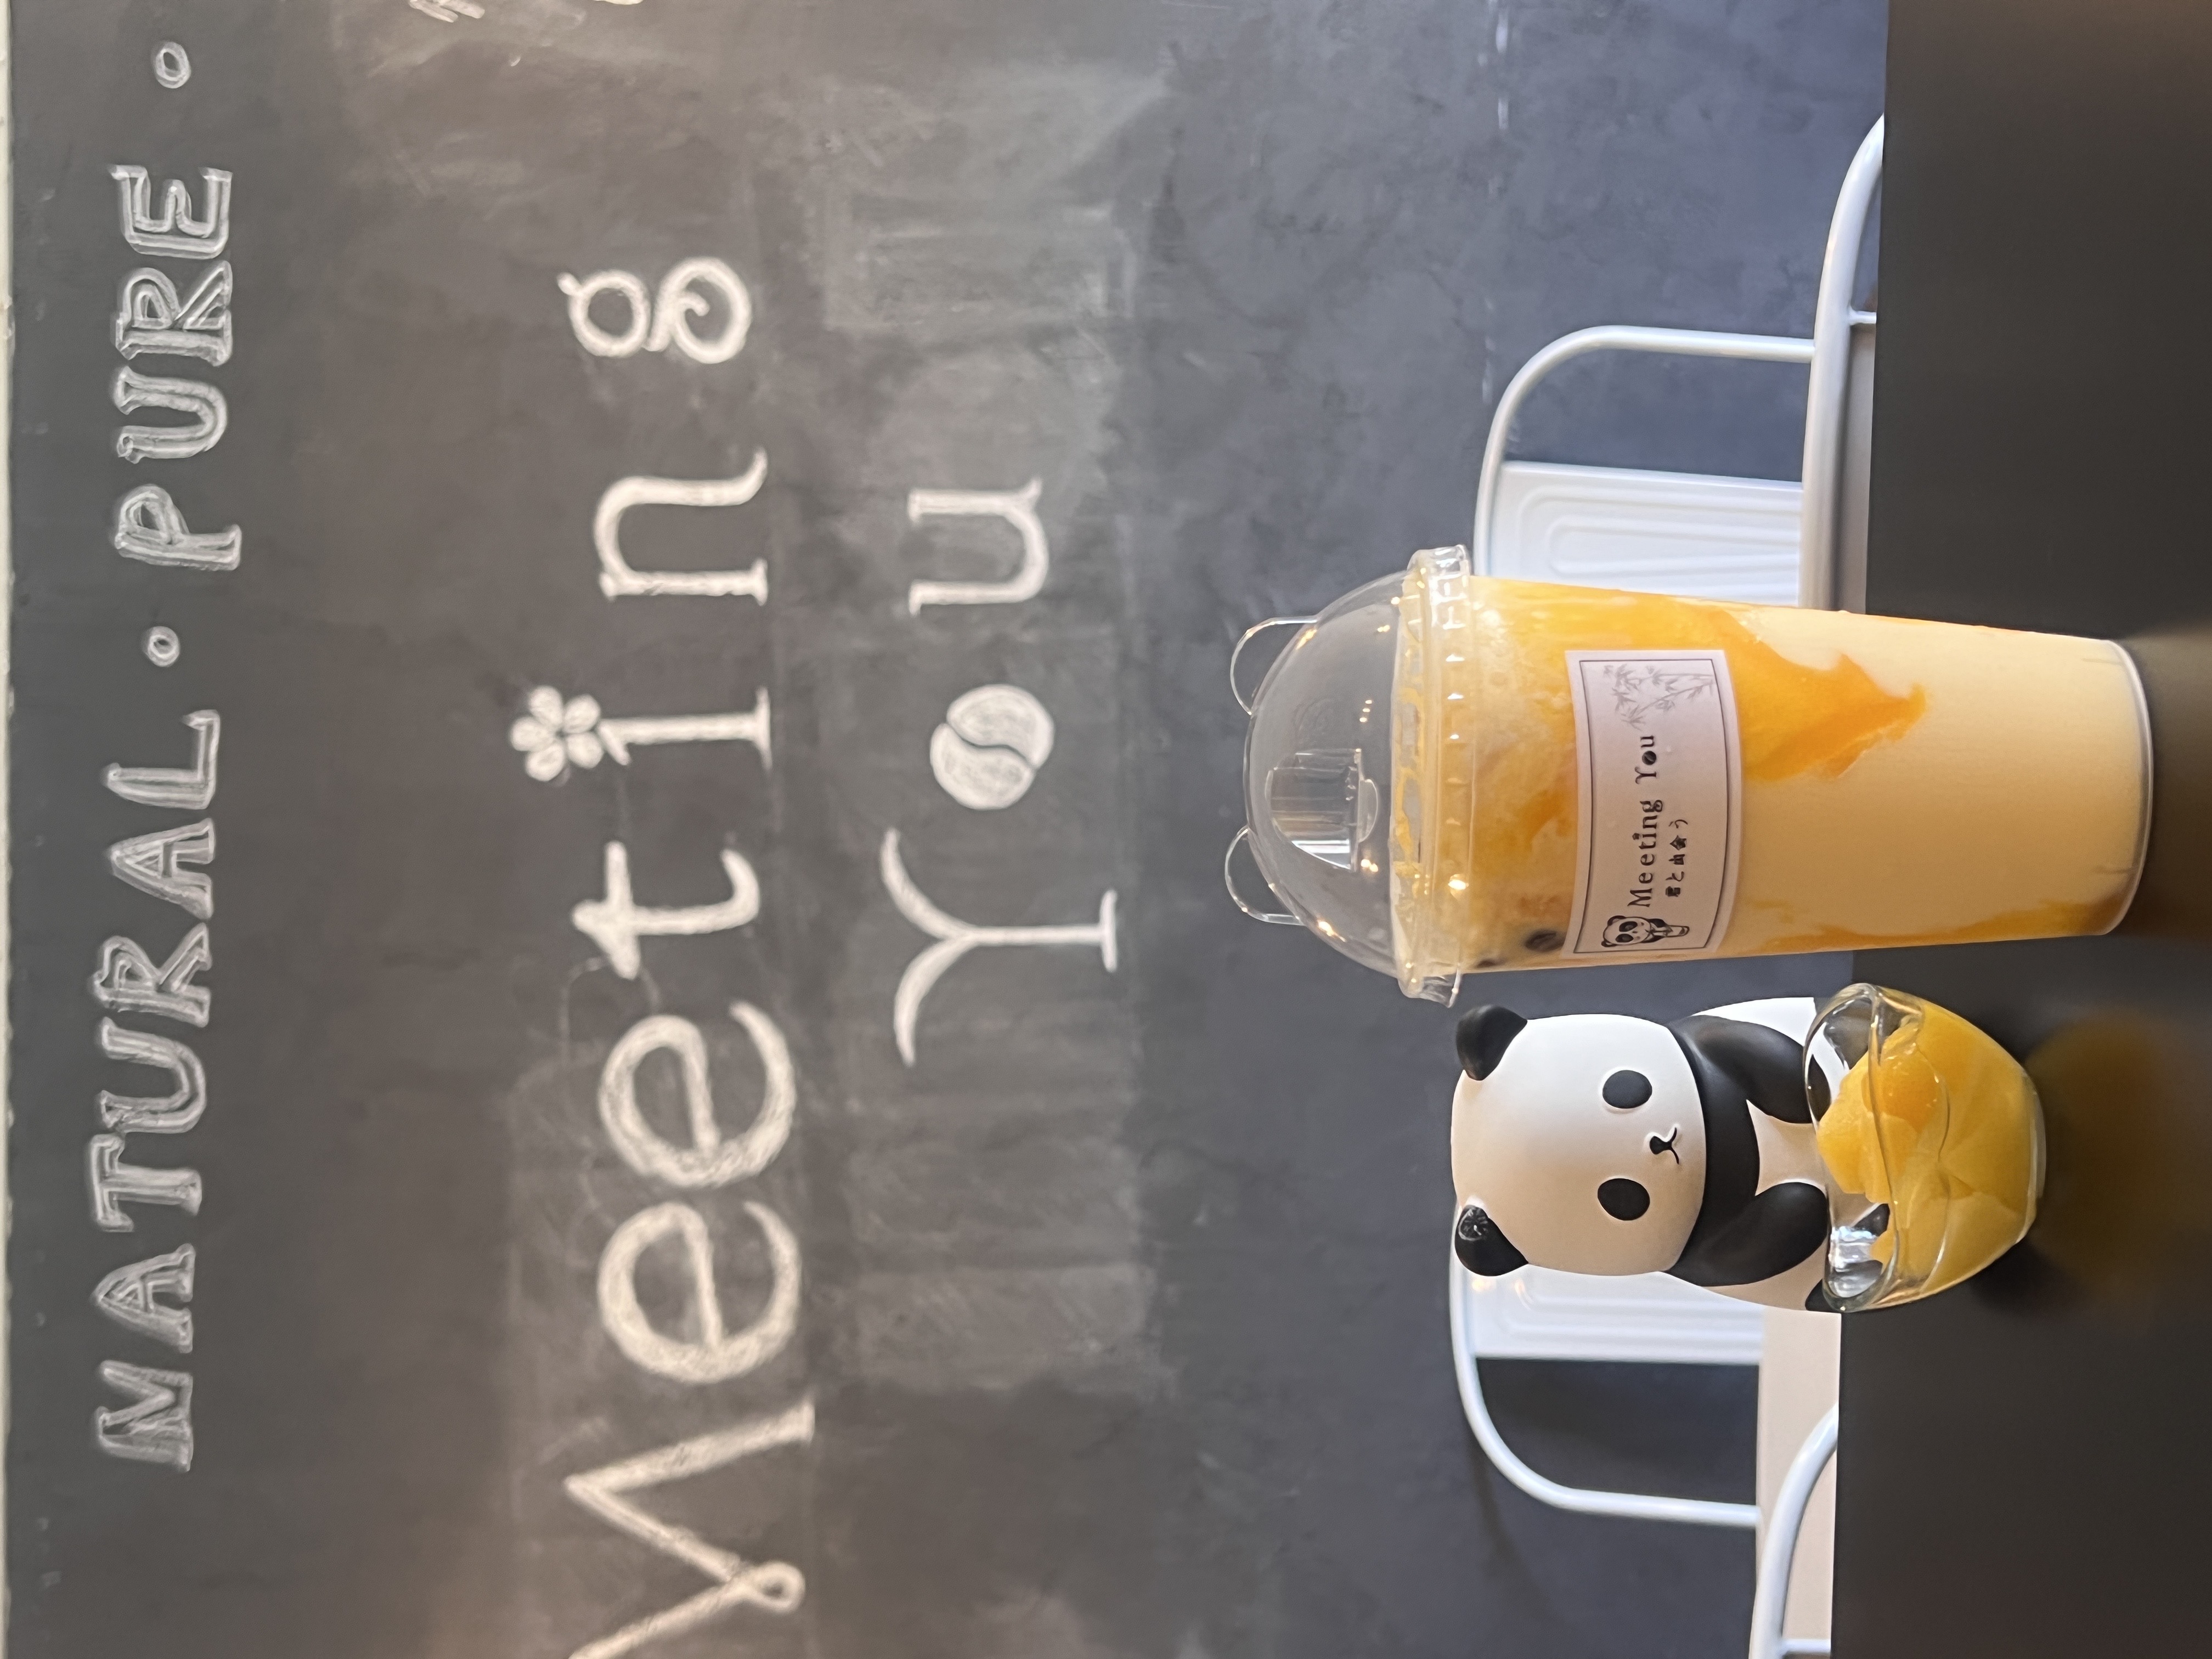 NATURAL · PURE ·
Meeting
You
Meeting You
君と出会う